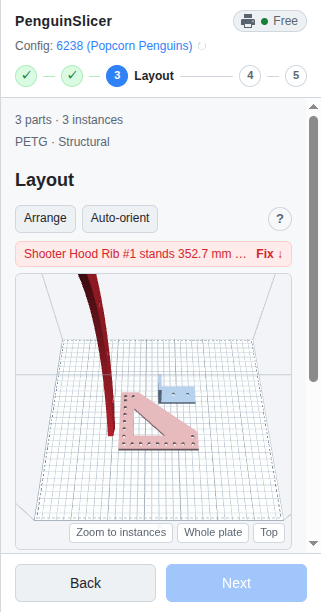 PenguinSlicer
Free
Config: 6238 (Popcorn Penguins)
✓ ✓ 3 Layout 4 5
3 parts · 3 instances
PETG · Structural
Layout
Arrange Auto-orient ?
Shooter Hood Rib #1 stands 352.7 mm … Fix ↓
Zoom to instances Whole plate Top
Back Next